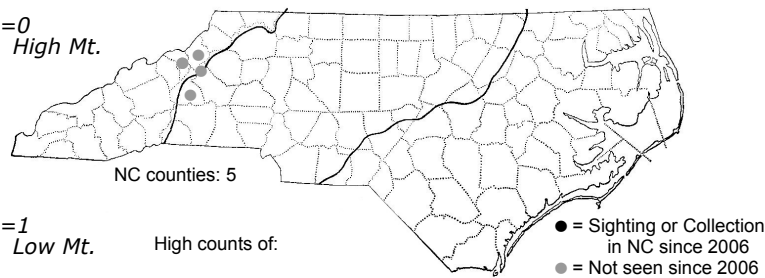 =0
High Mt.
NC counties: 5
=1
Low Mt.
High counts of:
● = Sighting or Collection
in NC since 2006
● = Not seen since 2006